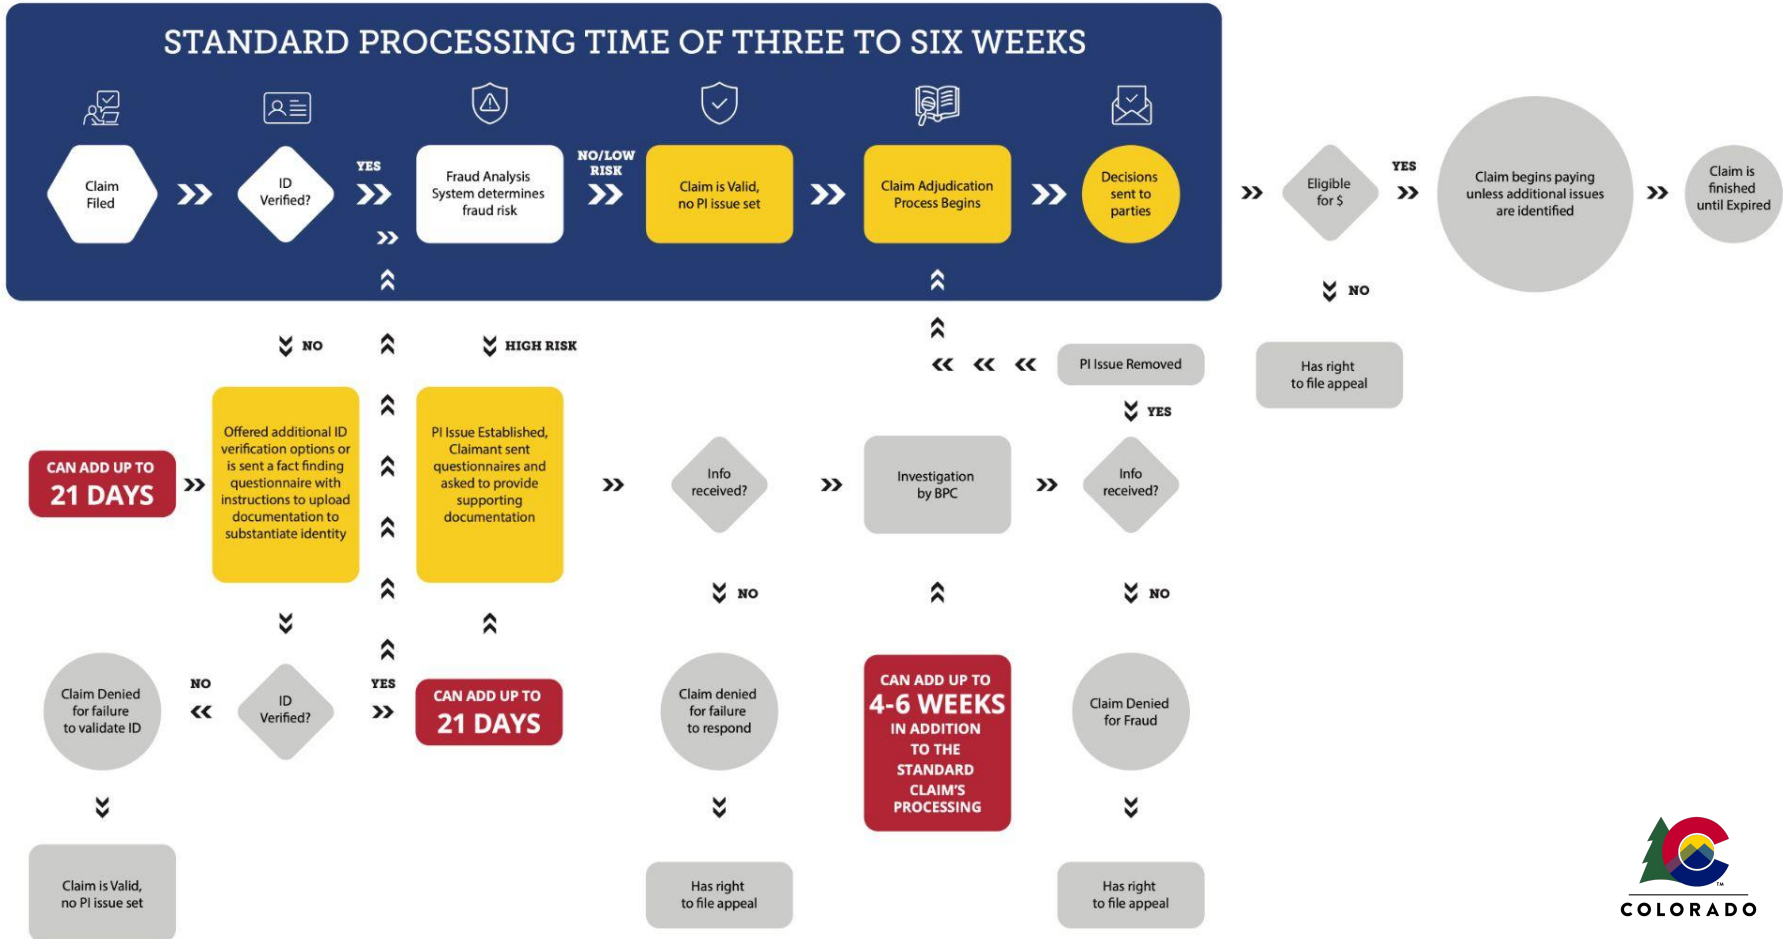 STANDARD PROCESSING TIME OF THREE TO SIX WEEKS
Claim
Filed
ID
Verified?
YES
Fraud Analysis
System determines
fraud risk
NO/LOW
RISK
Claim is Valid,
no PI issue set
Claim Adjudication
Process Begins
Decisions
sent to
parties
Eligible
for $
YES
Claim begins paying
unless additional issues
are identified
Claim is
finished
until Expired
NO
Has right
to file appeal
NO
HIGH RISK
PI Issue Removed
YES
CAN ADD UP TO
21 DAYS
Offered additional ID
verification options or
is sent a fact finding
questionnaire with
instructions to upload
documentation to
substantiate identity
PI Issue Established,
Claimant sent
questionnaires and
asked to provide
supporting
documentation
Info
received?
Investigation
by BPC
Info
received?
NO
NO
Claim Denied
for failure
to validate ID
NO
ID
Verified?
YES
CAN ADD UP TO
21 DAYS
Claim denied
for failure
to respond
CAN ADD UP TO
4-6 WEEKS
IN ADDITION
TO THE
STANDARD
CLAIM'S
PROCESSING
Claim Denied
for Fraud
Claim is Valid,
no PI issue set
Has right
to file appeal
Has right
to file appeal
TM
COLORADO